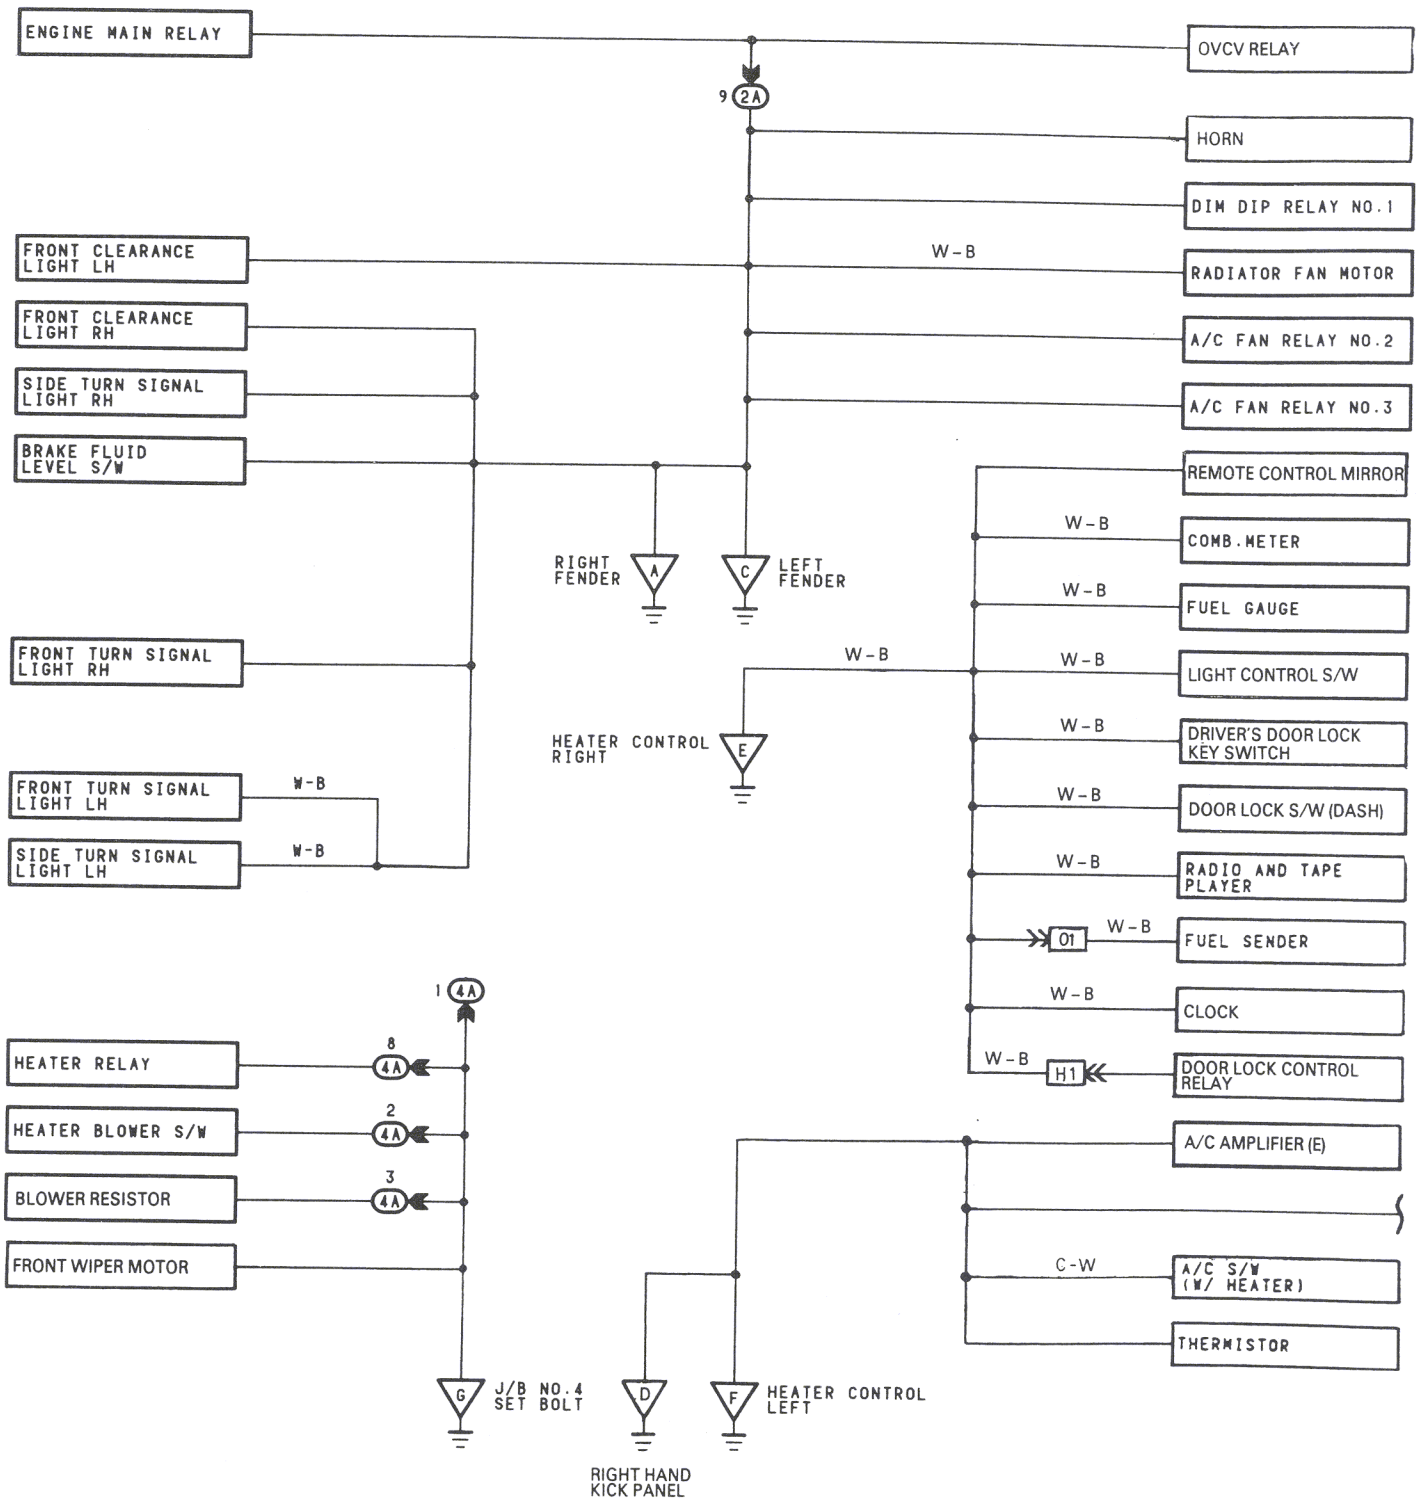 ENGINE MAIN RELAY
OVCV RELAY
9 2A
HORN
DIM DIP RELAY NO.1
FRONT CLEARANCE
LIGHT LH
W-B
RADIATOR FAN MOTOR
FRONT CLEARANCE
LIGHT RH
A/C FAN RELAY NO.2
SIDE TURN SIGNAL
LIGHT RH
A/C FAN RELAY NO.3
BRAKE FLUID
LEVEL S/W
REMOTE CONTROL MIRROR
W-B
COMB.METER
RIGHT
FENDER
A
C
LEFT
FENDER
W-B
FUEL GAUGE
FRONT TURN SIGNAL
LIGHT RH
W-B
W-B
LIGHT CONTROL S/W
HEATER CONTROL
RIGHT
E
W-B
DRIVER'S DOOR LOCK
KEY SWITCH
FRONT TURN SIGNAL
LIGHT LH
W-B
W-B
DOOR LOCK S/W (DASH)
SIDE TURN SIGNAL
LIGHT LH
W-B
W-B
RADIO AND TAPE
PLAYER
01
W-B
FUEL SENDER
1 4A
W-B
CLOCK
HEATER RELAY
8
4A
W-B
H1
DOOR LOCK CONTROL
RELAY
HEATER BLOWER S/W
2
4A
A/C AMPLIFIER (E)
BLOWER RESISTOR
3
4A
FRONT WIPER MOTOR
C-W
A/C S/W
(W/ HEATER)
THERMISTOR
G
J/B NO.4
SET BOLT
D
F
HEATER CONTROL
LEFT
RIGHT HAND
KICK PANEL